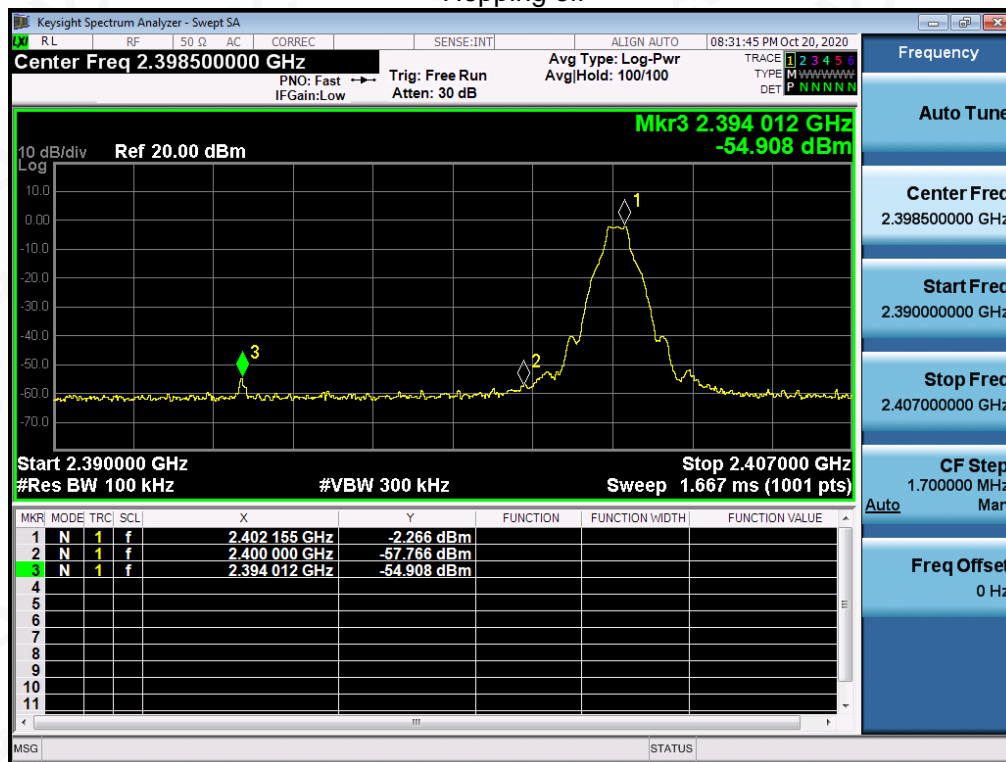 Keysight Spectrum Analyzer - Swept SA
LXI RL RF 50 Ω AC CORREC SENSE:INT ALIGN AUTO 08:31:45 PM Oct 20, 2020
Center Freq 2.398500000 GHz
PNO: Fast
IFGain:Low
Trig: Free Run
Atten: 30 dB
Avg Type: Log-Pwr
Avg|Hold: 100/100
TRACE 1 2 3 4 5 6
TYPE M WWWWW
DET P N N N N N
Mkr3 2.394 012 GHz
-54.908 dBm
10 dB/div Ref 20.00 dBm
Log
10.0
0.00
-10.0
-20.0
-30.0
-40.0
-50.0
-60.0
-70.0
1
2
3
Start 2.390000 GHz Stop 2.407000 GHz
#Res BW 100 kHz #VBW 300 kHz Sweep 1.667 ms (1001 pts)
MKR MODE TRC SCL X Y FUNCTION FUNCTION WIDTH FUNCTION VALUE
1 N 1 f 2.402 155 GHz -2.266 dBm
2 N 1 f 2.400 000 GHz -57.766 dBm
3 N 1 f 2.394 012 GHz -54.908 dBm
4
5
6
7
8
9
10
11
MSG STATUS
Frequency
Auto Tune
Center Freq
2.398500000 GHz
Start Freq
2.390000000 GHz
Stop Freq
2.407000000 GHz
CF Step
1.700000 MHz
Auto Man
Freq Offset
0 Hz